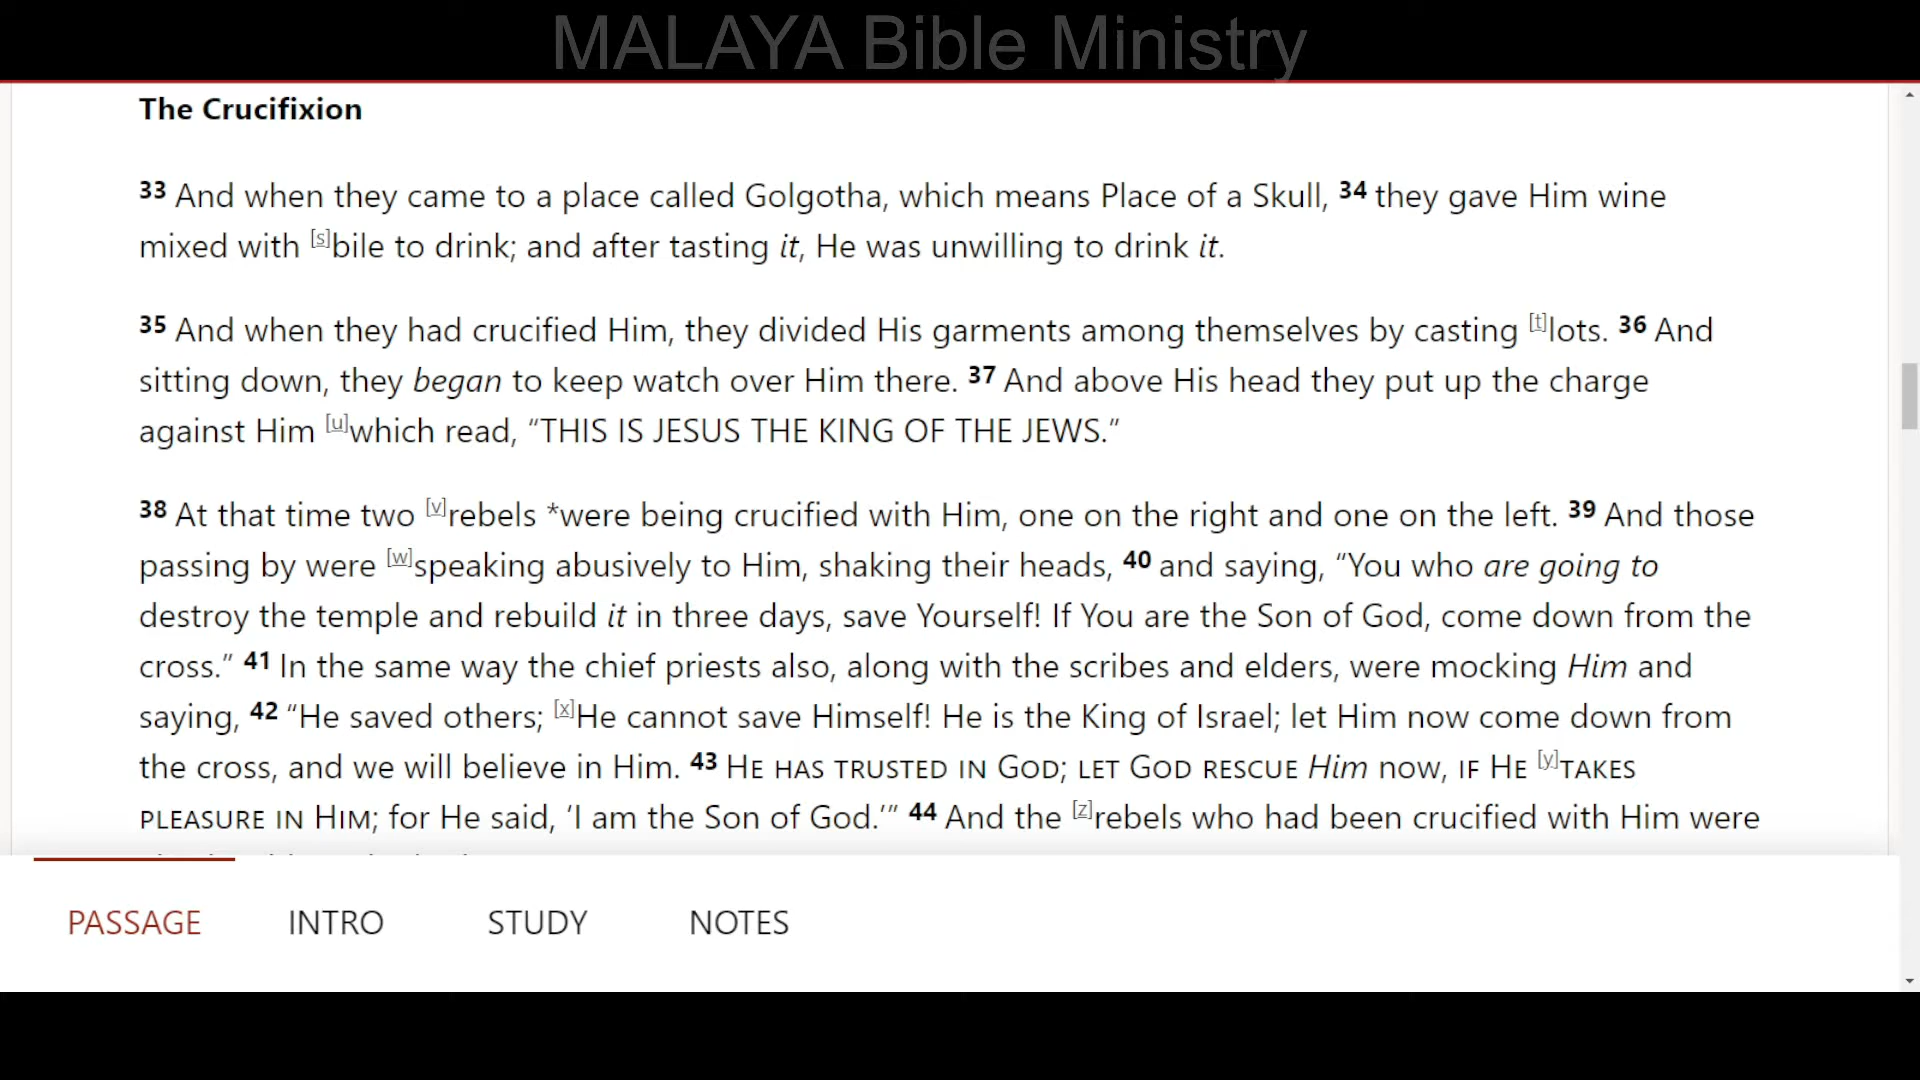 MALAYA Bible Ministry
The Crucifixion
33 And when they came to a place called Golgotha, which means Place of a Skull, 34 they gave Him wine
mixed with [s]bile to drink; and after tasting it, He was unwilling to drink it.
35 And when they had crucified Him, they divided His garments among themselves by casting [t]lots. 36 And
sitting down, they began to keep watch over Him there. 37 And above His head they put up the charge
against Him [u]which read, “THIS IS JESUS THE KING OF THE JEWS.”
38 At that time two [v]rebels *were being crucified with Him, one on the right and one on the left. 39 And those
passing by were [w]speaking abusively to Him, shaking their heads, 40 and saying, “You who are going to
destroy the temple and rebuild it in three days, save Yourself! If You are the Son of God, come down from the
cross.” 41 In the same way the chief priests also, along with the scribes and elders, were mocking Him and
saying, 42 “He saved others; [x]He cannot save Himself! He is the King of Israel; let Him now come down from
the cross, and we will believe in Him. 43 HE HAS TRUSTED IN GOD; LET GOD RESCUE Him now, IF HE [y]TAKES
PLEASURE IN HIM; for He said, ‘I am the Son of God.’” 44 And the [z]rebels who had been crucified with Him were
PASSAGE INTRO STUDY NOTES